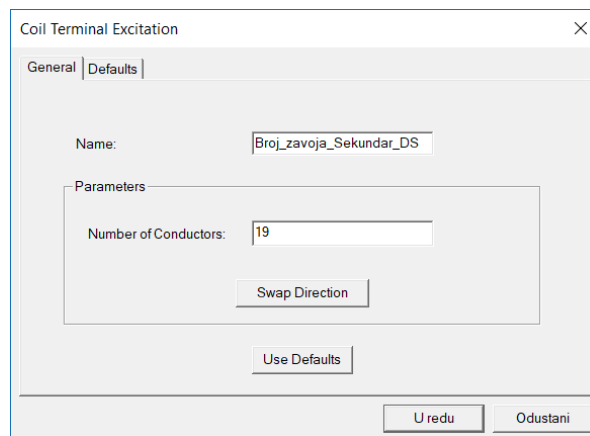 Coil Terminal Excitation
General Defaults
Name: Broj_zavoja_Sekundar_DS
Parameters
Number of Conductors: 19
Swap Direction
Use Defaults
U redu Odustani